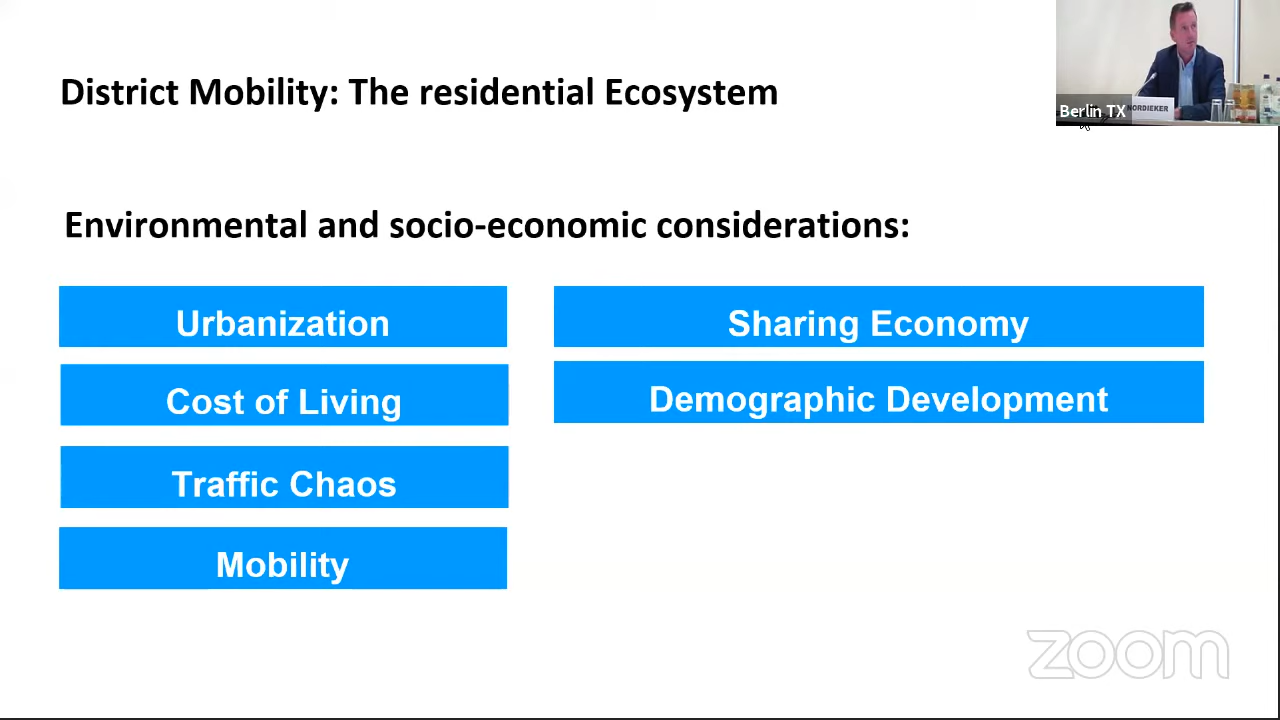 District Mobility: The residential Ecosystem
Berlin TX
NORDIEKER
Environmental and socio-economic considerations:
Urbanization
Cost of Living
Traffic Chaos
Mobility
Sharing Economy
Demographic Development
zoom